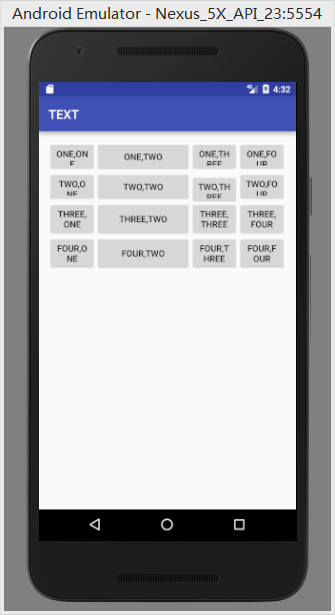 Android Emulator - Nexus_5X_API_23:5554
4G 4:32
TEXT
ONE,ON
E
ONE,TWO
ONE,TH
REE
ONE,FO
UR
TWO,O
NE
TWO,TWO
TWO,TH
REE
TWO,FO
UR
THREE,
ONE
THREE,TWO
THREE,
THREE
THREE,
FOUR
FOUR,O
NE
FOUR,TWO
FOUR,T
HREE
FOUR,F
OUR